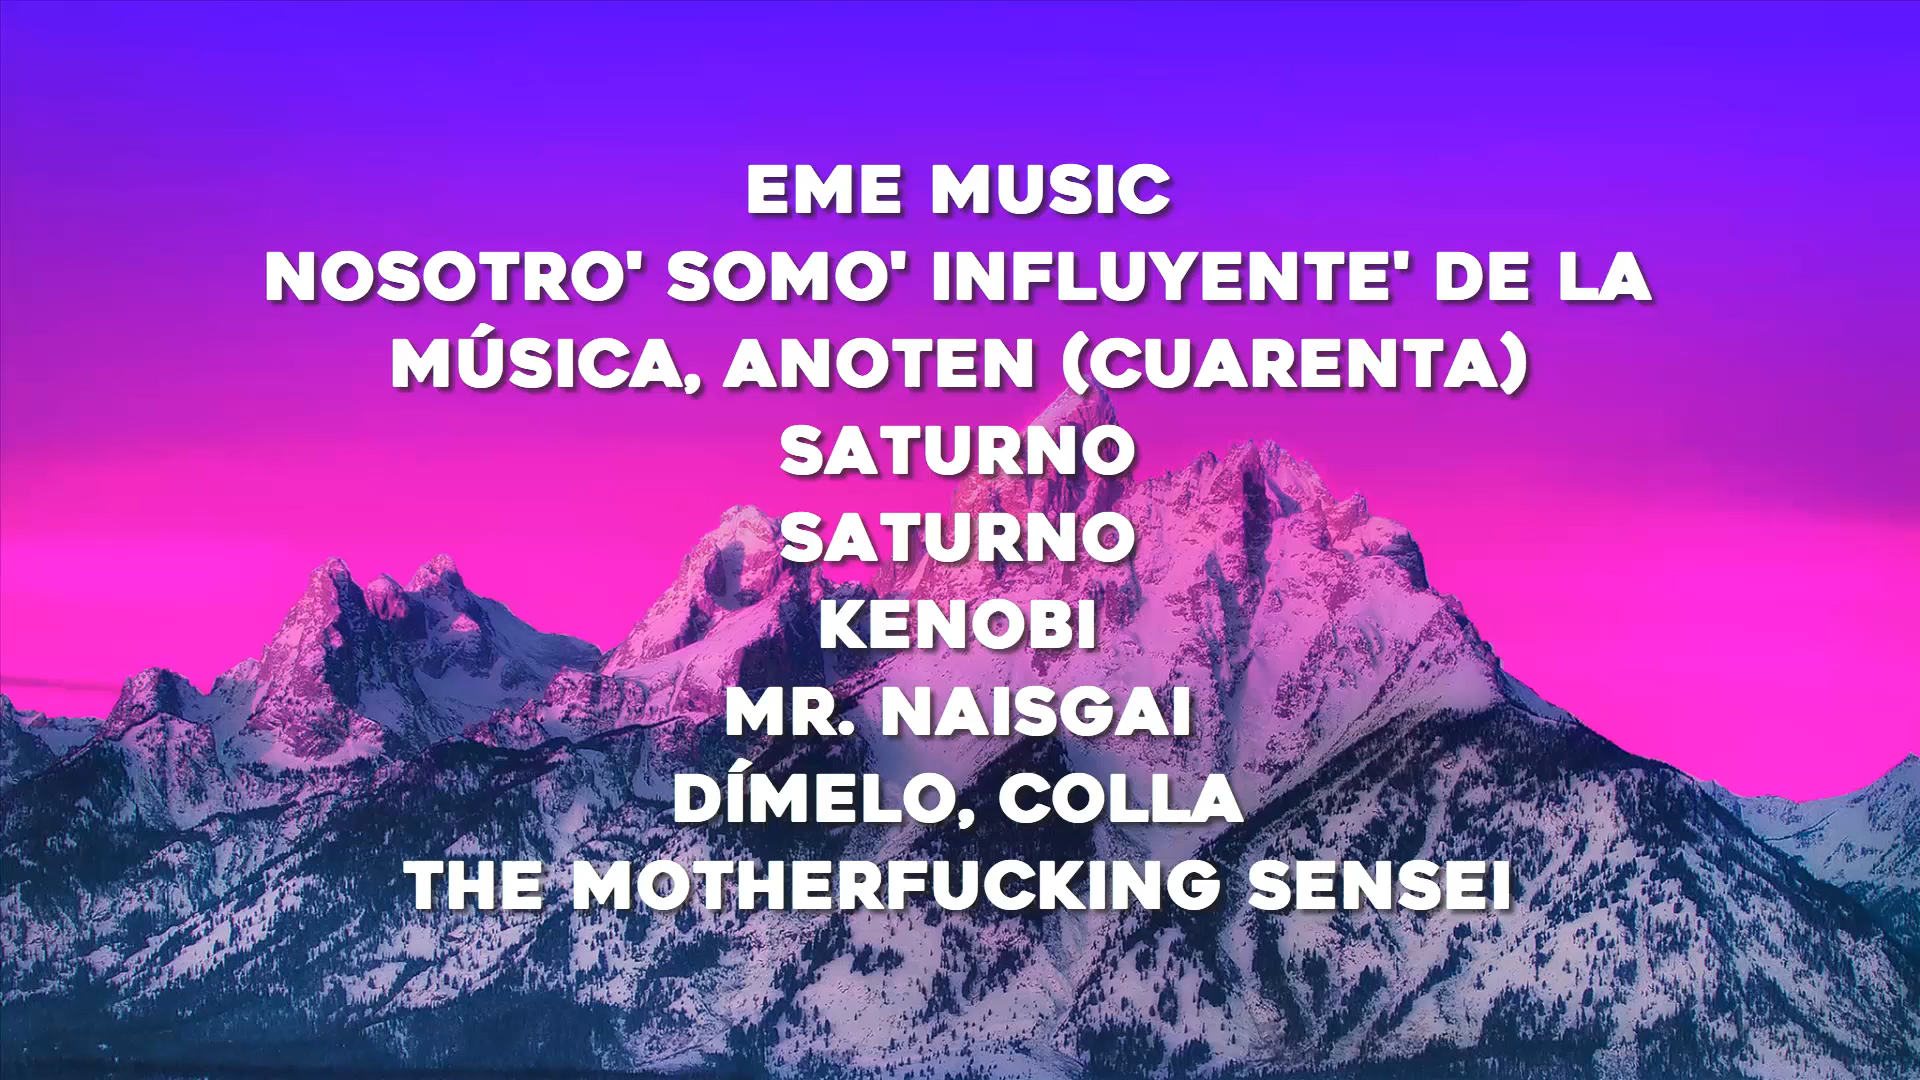 EME MUSIC
NOSOTRO' SOMO' INFLUYENTE' DE LA
MÚSICA, ANOTEN (CUARENTA)
SATURNO
SATURNO
KENOBI
MR. NAISGAI
DÍMELO, COLLA
THE MOTHERFUCKING SENSEI